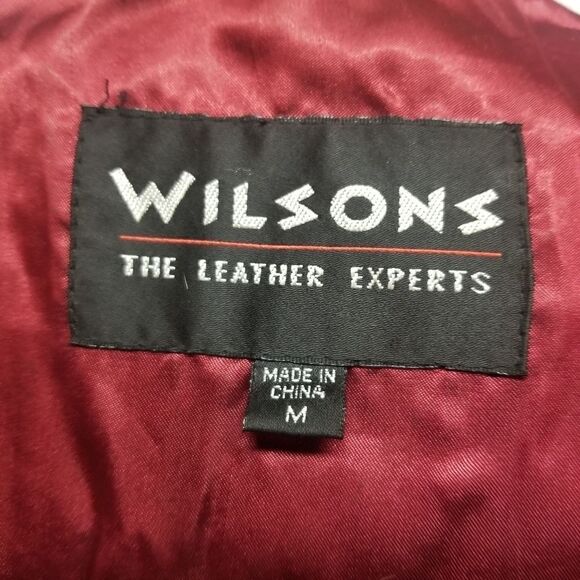 WILSONS
THE LEATHER EXPERTS
MADE IN
CHINA
M